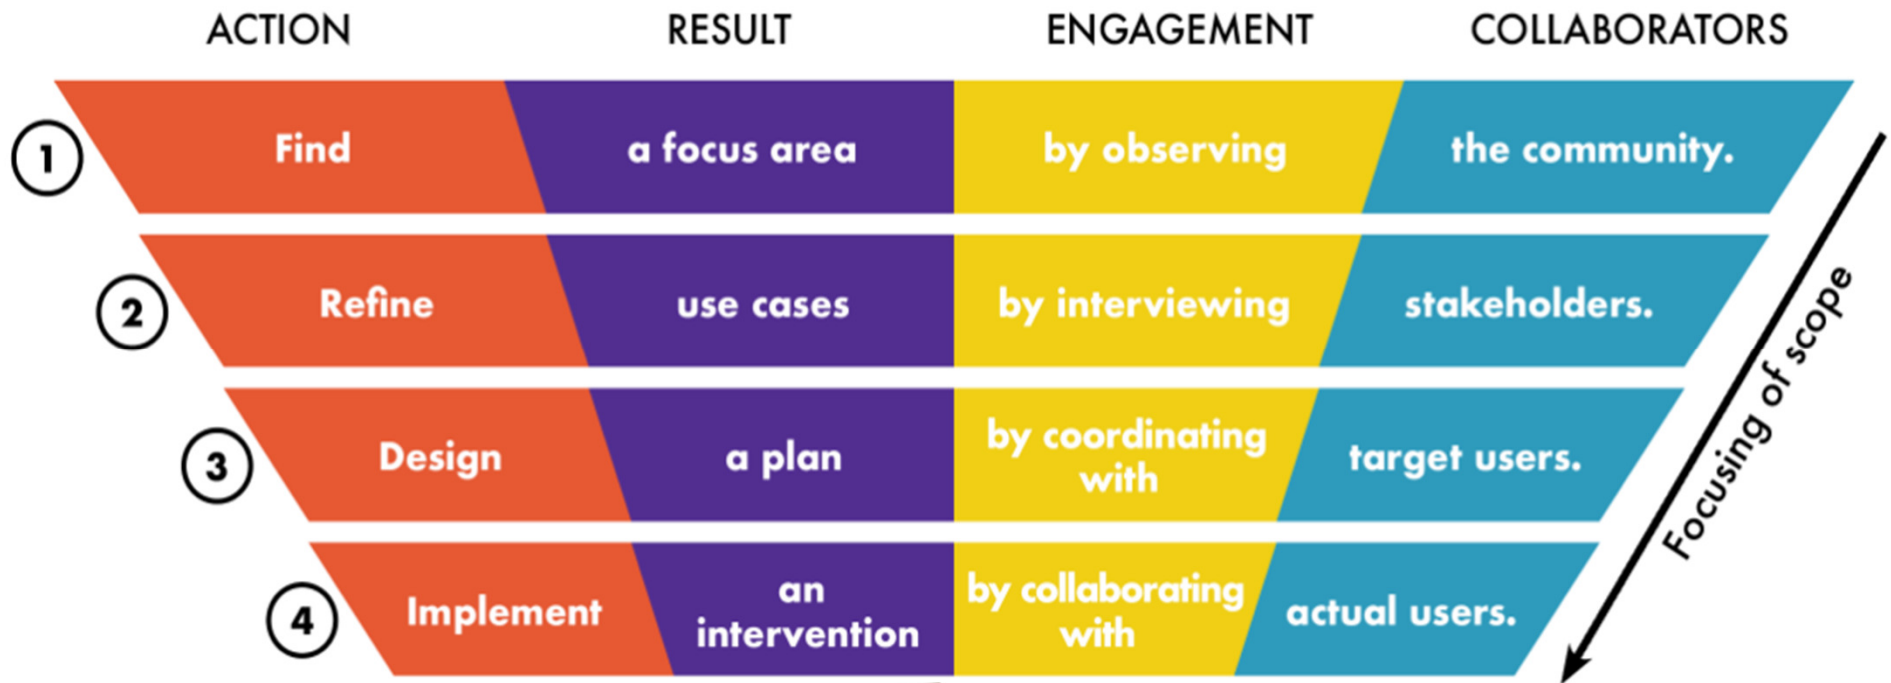 ACTION RESULT ENGAGEMENT COLLABORATORS
1 Find a focus area by observing the community.
2 Refine use cases by interviewing stakeholders.
3 Design a plan by coordinating
with target users.
4 Implement an
intervention by collaborating
with actual users.
Focusing of scope